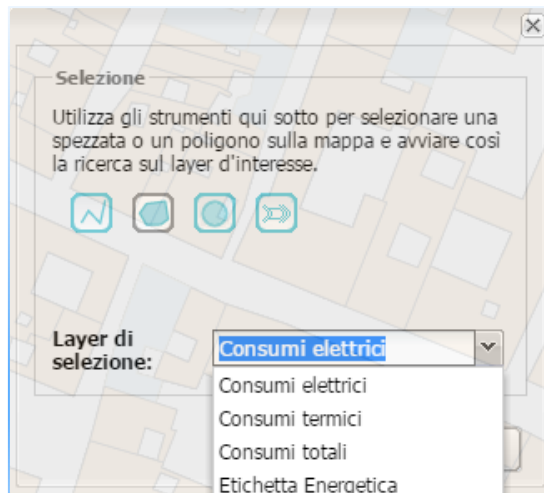 Selezione
Utilizza gli strumenti qui sotto per selezionare una
spezzata o un poligono sulla mappa e avviare così
la ricerca sul layer d'interesse.
Layer di
selezione:
Consumi elettrici
Consumi elettrici
Consumi termici
Consumi totali
Etichetta Energetica